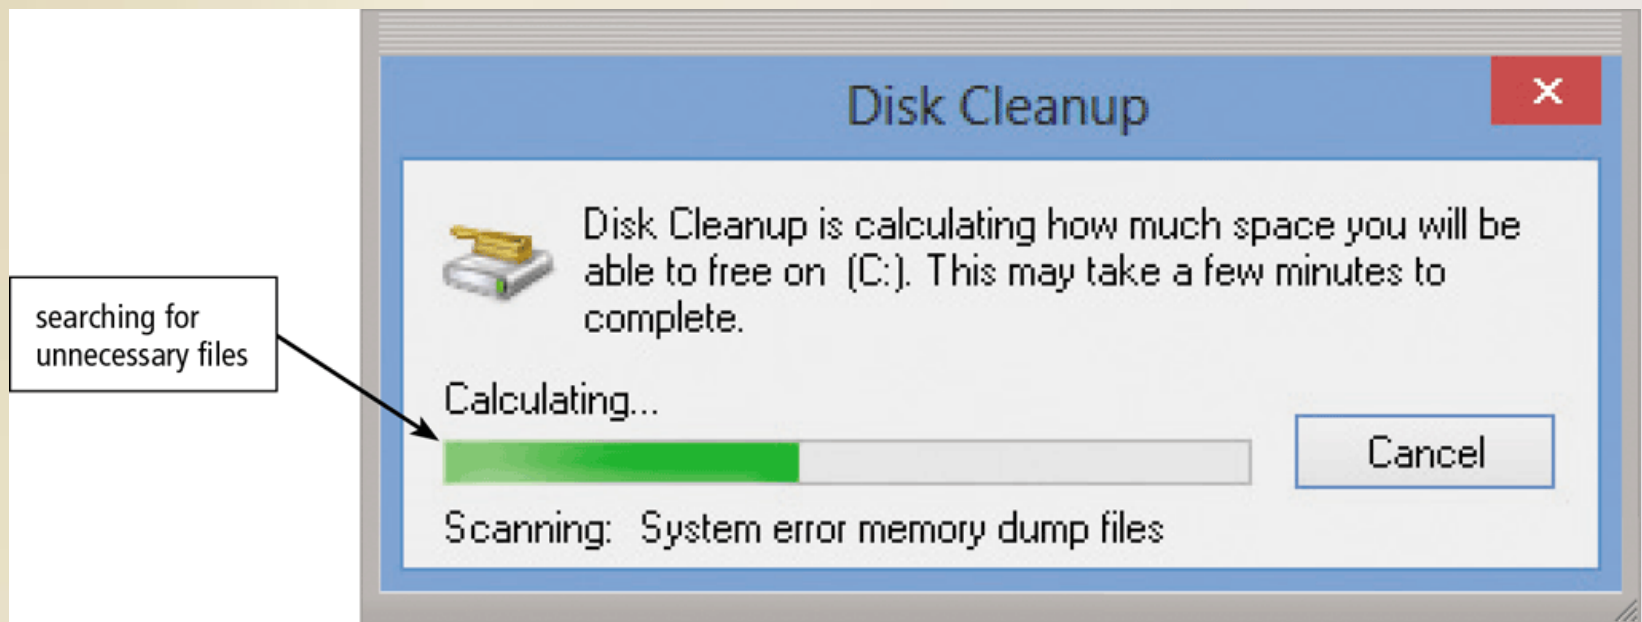 Disk Cleanup
Disk Cleanup is calculating how much space you will be
able to free on (C:). This may take a few minutes to
complete.
searching for
unnecessary files
Calculating...
Cancel
Scanning: System error memory dump files